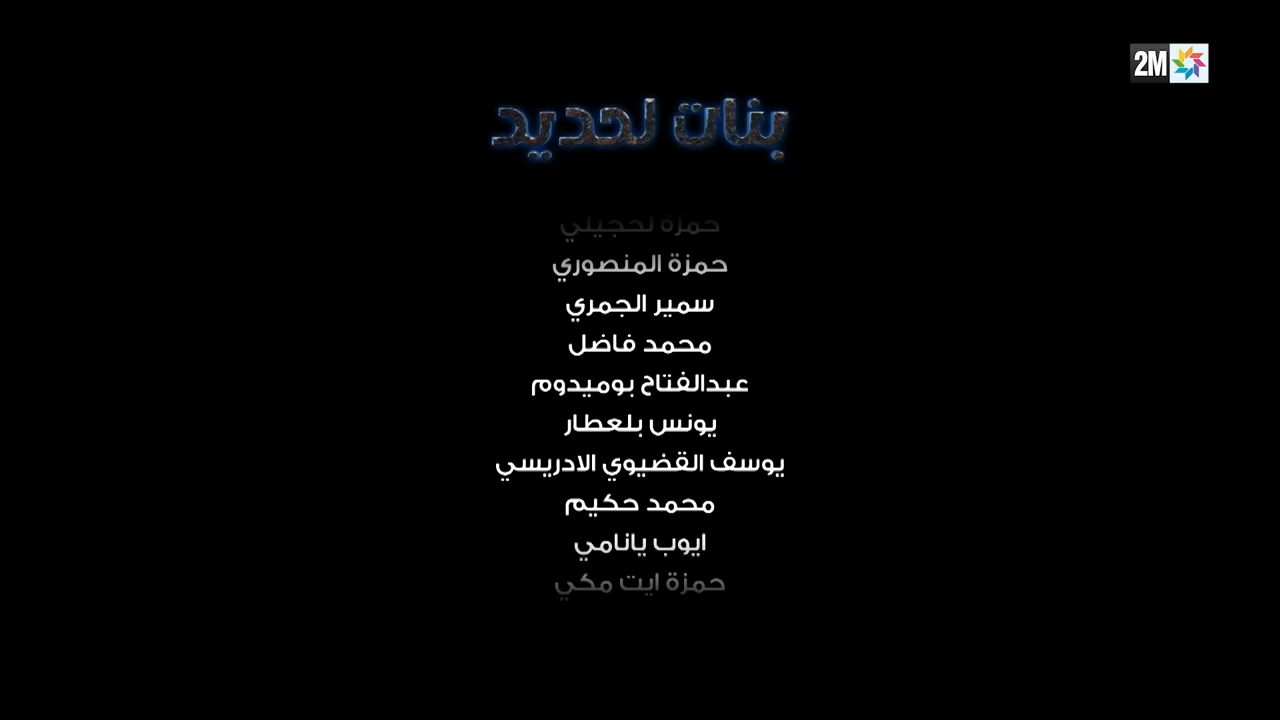 2M
بنات لحديد
حمزة لحجيلي
حمزة المنصوري
سمير الجمري
محمد فاضل
عبدالفتاح بوميدوم
يونس بلعطار
يوسف القضيوي الادريسي
محمد حكيم
ايوب يانامي
حمزة ايت مكي